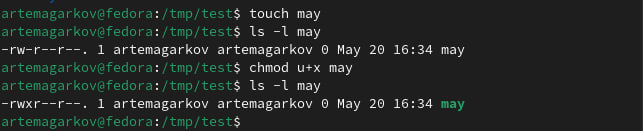 artemagarkov@fedora:/tmp/test$ touch may
artemagarkov@fedora:/tmp/test$ ls -l may
-rw-r--r--. 1 artemagarkov artemagarkov 0 May 20 16:34 may
artemagarkov@fedora:/tmp/test$ chmod u+x may
artemagarkov@fedora:/tmp/test$ ls -l may
-rwxr--r--. 1 artemagarkov artemagarkov 0 May 20 16:34 may
artemagarkov@fedora:/tmp/test$